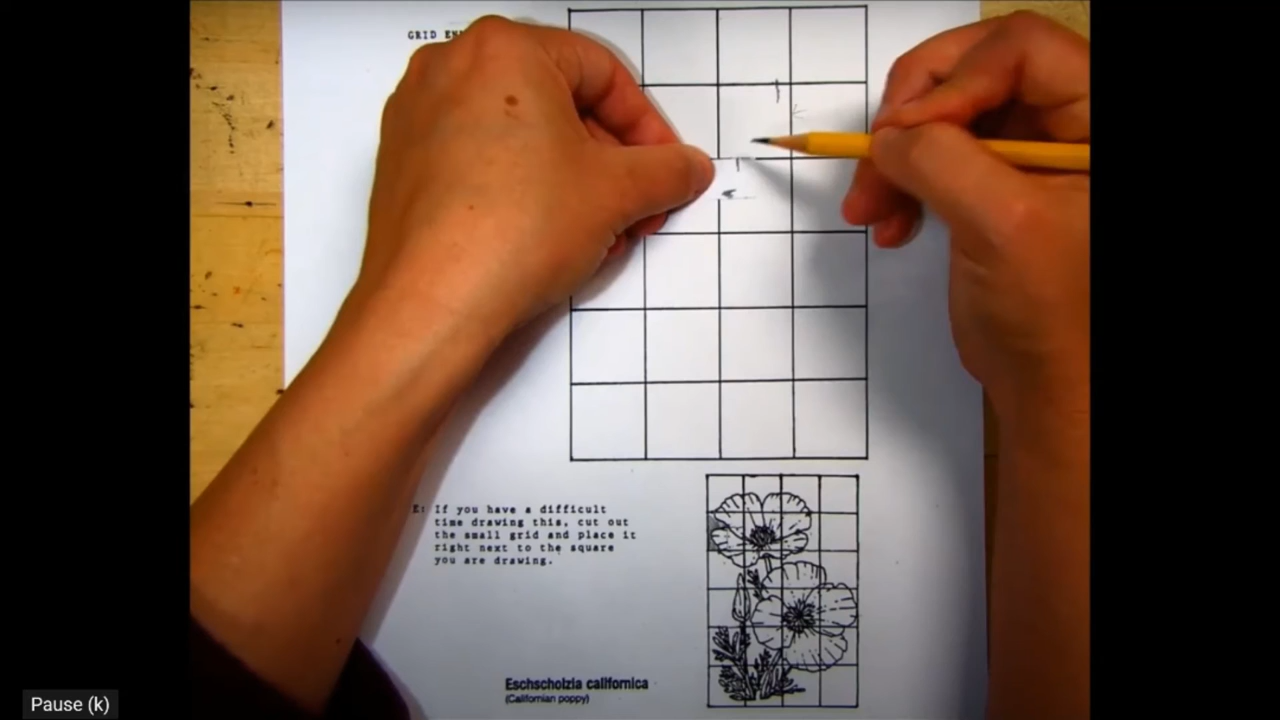 GRID
E: If you have a difficult
time drawing this, cut out
the small grid and place it
right next to the square
you are drawing.
Eschscholzia californica
(Californian poppy)
Pause (k)